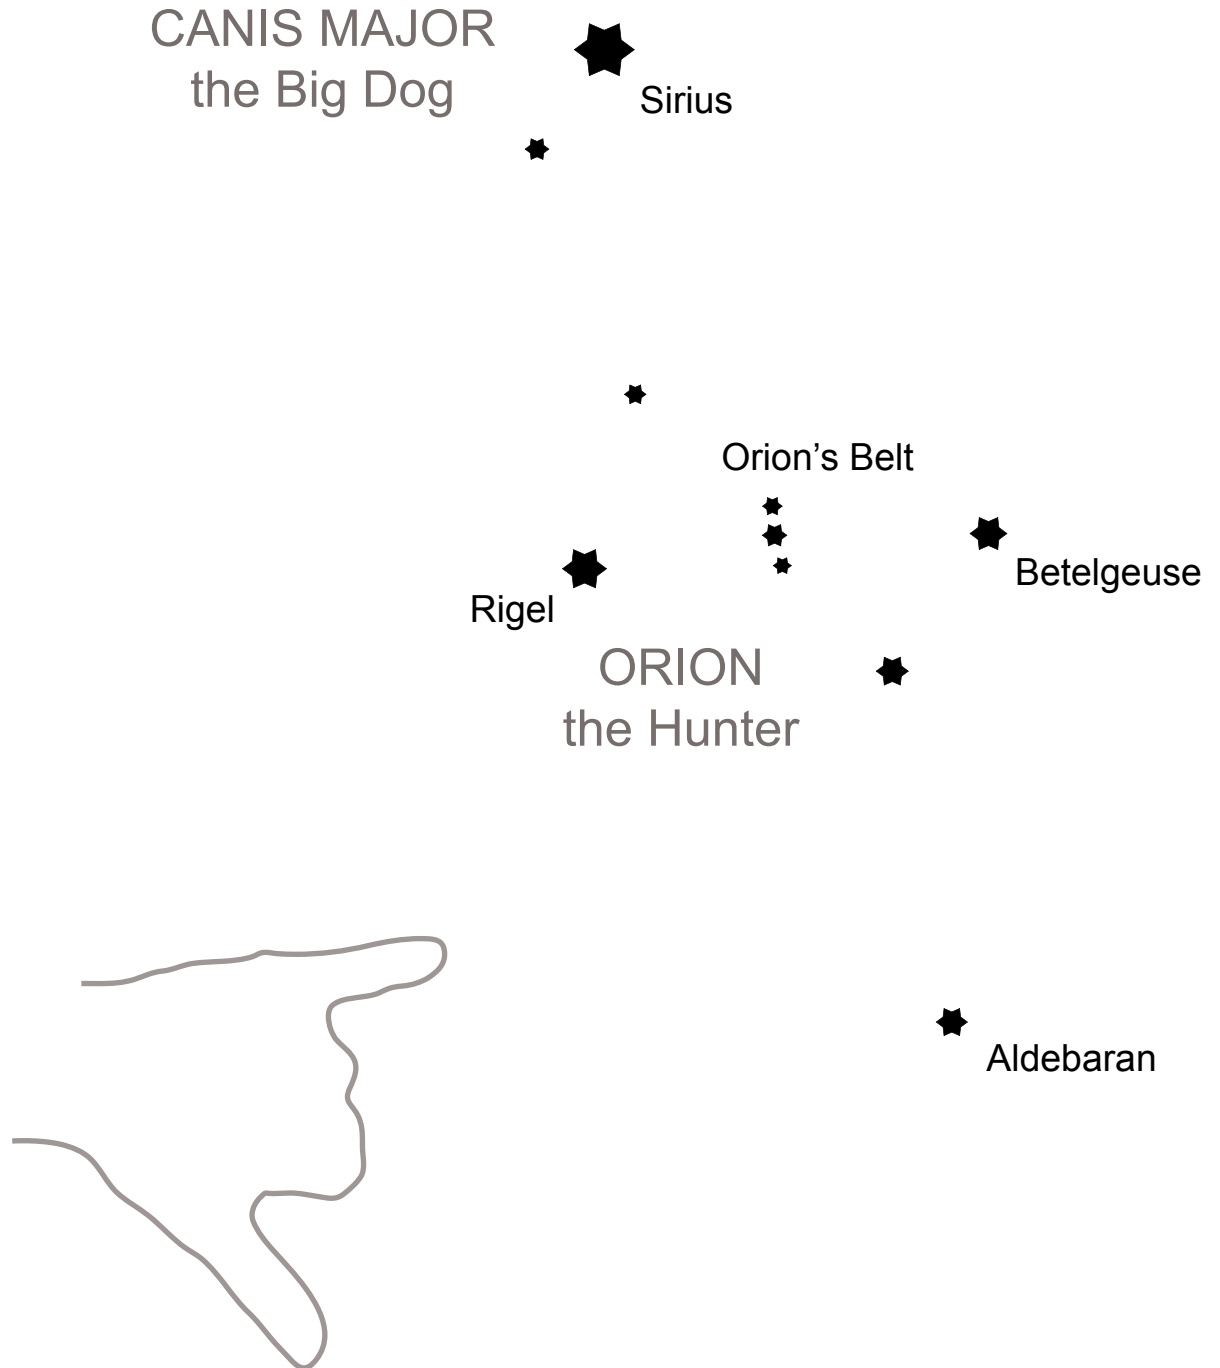 CANIS MAJOR
the Big Dog
Sirius
Orion’s Belt
Betelgeuse
Rigel
ORION
the Hunter
Aldebaran